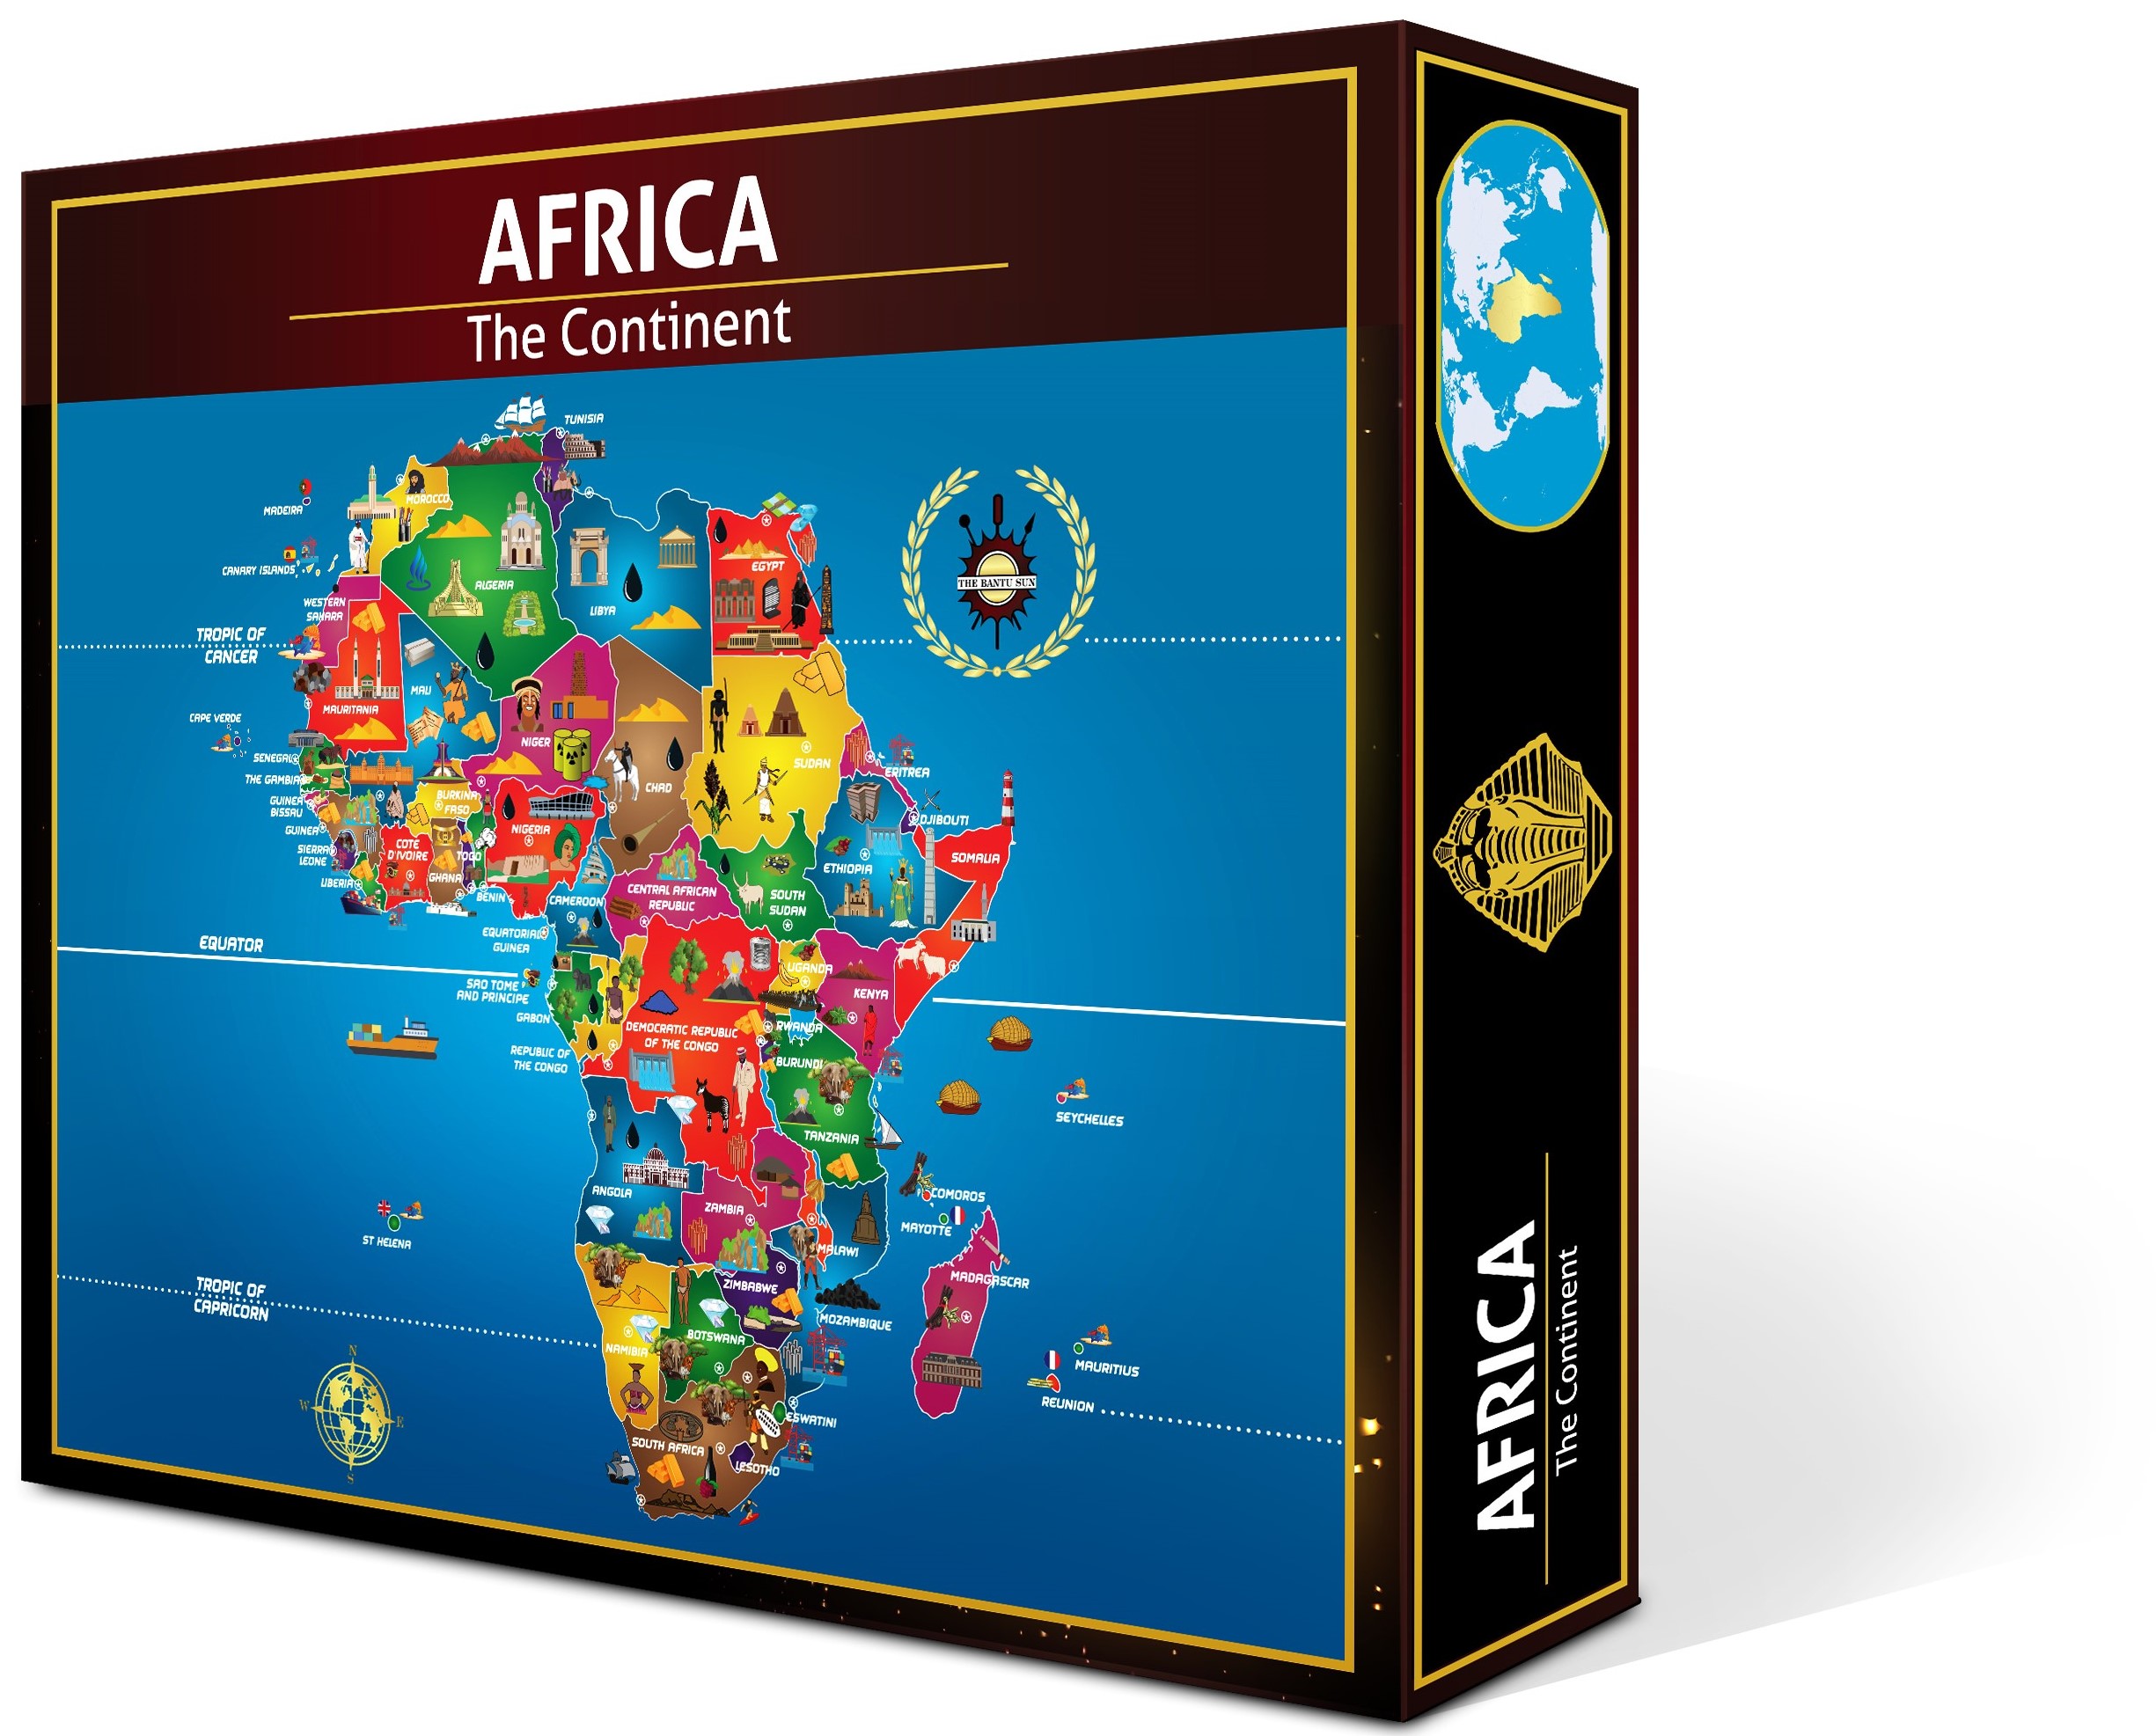 AFRICA
The Continent
TUNISIA
MOROCCO
MADEIRA
CANARY ISLANDS
ALGERIA
LIBYA
EGYPT
THE BANTU SUN
WESTERN
SAHARA
TROPIC OF
CANCER
MALI
MAURITANIA
CAPE VERDE
NIGER
CHAD
SUDAN
ERITREA
SENEGAL
THE GAMBIA
GUINEA
BISSAU
GUINEA
SIERRA
LEONE
LIBERIA
BURKINA
FASO
COTE
D'IVOIRE
GHANA
TOGO
BENIN
NIGERIA
DJIBOUTI
SOMALIA
ETHIOPIA
SOUTH
SUDAN
CENTRAL AFRICAN
REPUBLIC
CAMEROON
EQUATORIAL
GUINEA
EQUATOR
SAO TOME
AND PRINCIPE
GABON
REPUBLIC OF
THE CONGO
DEMOCRATIC REPUBLIC
OF THE CONGO
UGANDA
KENYA
RWANDA
BURUNDI
TANZANIA
SEYCHELLES
COMOROS
MAYOTTE
ANGOLA
ZAMBIA
MALAWI
ST HELENA
MADAGASCAR
ZIMBABWE
MOZAMBIQUE
TROPIC OF
CAPRICORN
NAMIBIA
BOTSWANA
MAURITIUS
REUNION
ESWATINI
SOUTH AFRICA
LESOTHO
N
W
E
S
AFRICA
The Continent